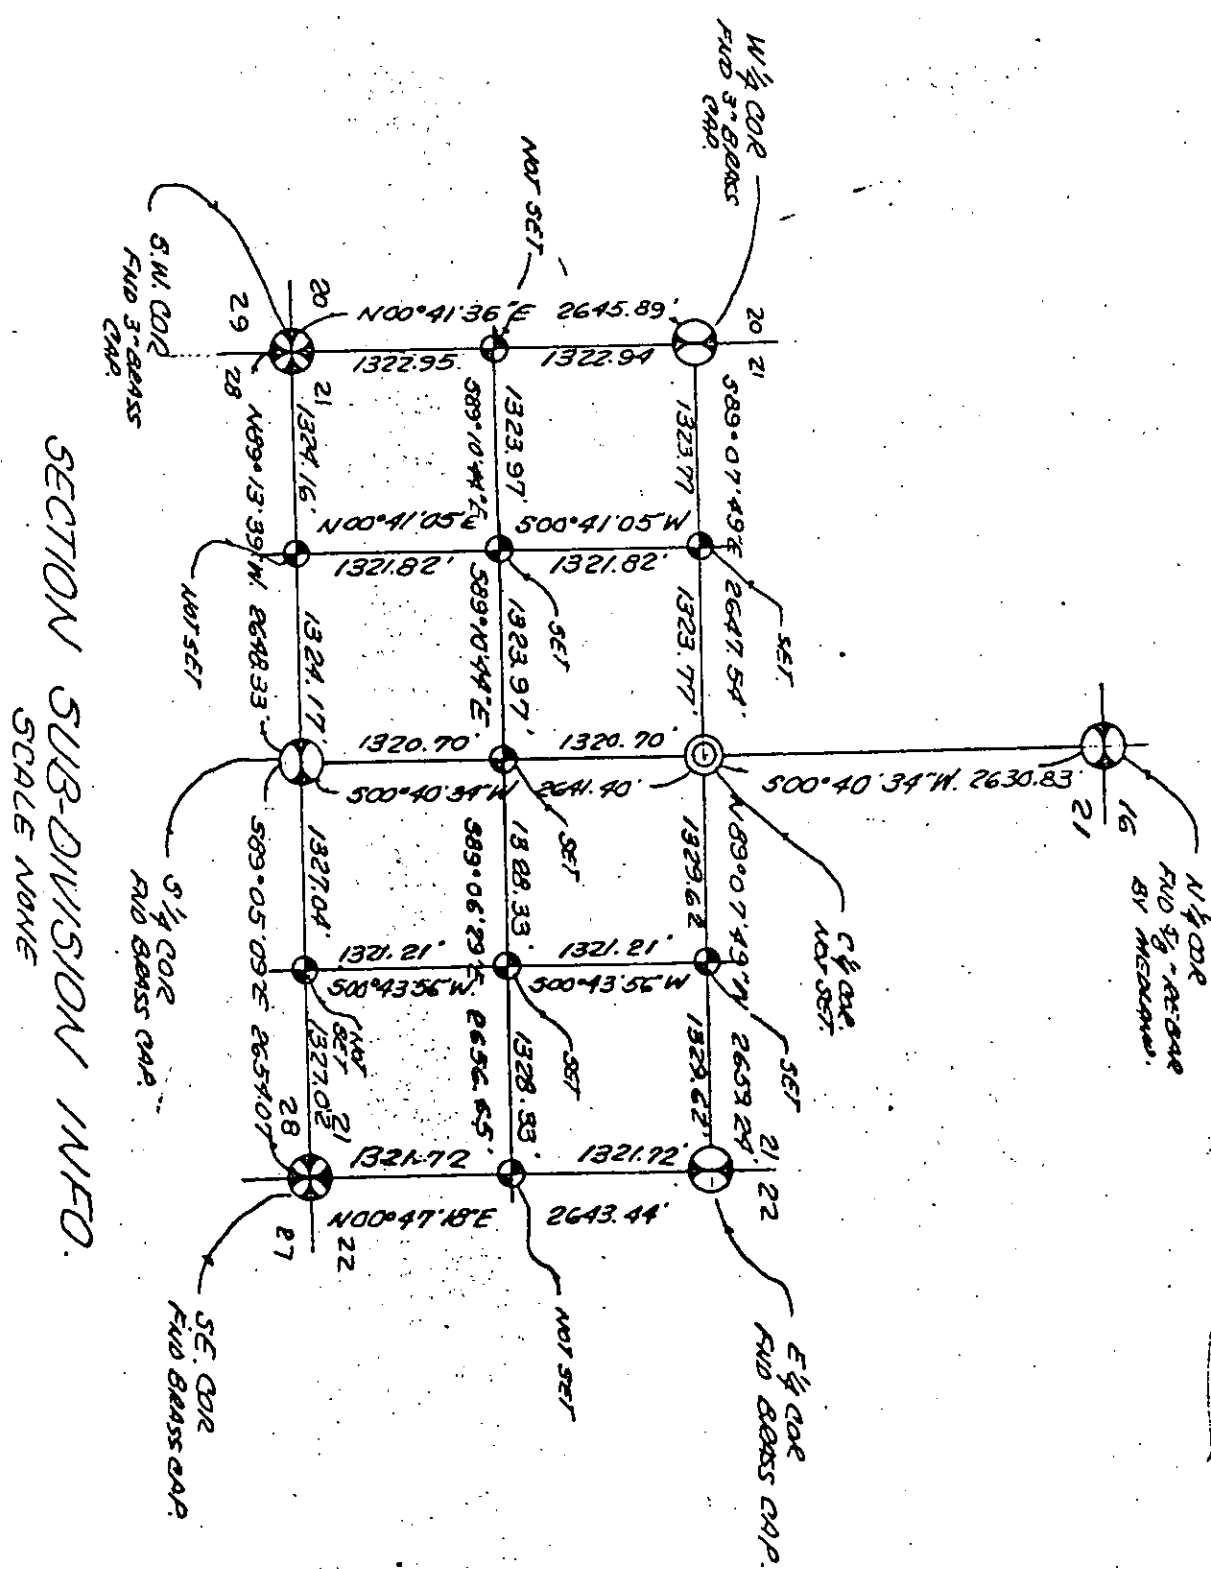 W 1/4 COR
FND 3" BRASS
CAP.
NOT SET
S.W. COR
FND 3" BRASS
CAP.
20
29
21
28
20
21
N00°41'36"E 2645.89'
1322.95
1322.94
S89°07'49"E 2647.54'
1323.77
1323.77'
1323.97'
S89°10'44"E
1323.97'
S89°10'44"E
1324.16'
1324.17'
N89°13'39"W. 2648.33'
N00°41'05"E
S00°41'05"W
1321.82'
1321.82'
NOT SET
SET
SET
1320.70'
1320.70'
S00°40'34"W
2641.40'
S00°40'34"W. 2630.83'
16
21
N 1/4 COR
FND 5/8" REBAR
C 1/4 COR.
NOT SET.
SET
S 1/4 COR
FND BRASS CAP.
N89°07'49"W 2659.24'
1329.62
1329.62'
1328.33'
1328.33'
S89°06'29"E. 2656.65'
1327.04'
1327.02'
S89°05'09"E 2654.07'
1321.21'
1321.21'
S00°43'56"W.
S00°43'56"W
NOT
SET
SET
SET
1321.72
1321.72'
N00°47'18"E
2643.44'
21
22
21
28
22
27
NOT SET
E 1/4 COR
FND BRASS CAP.
S.E. COR
FND BRASS CAP.
SECTION SUB-DIVISION INFO.
SCALE NONE